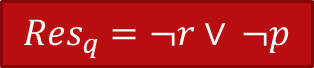 Res_q = ¬r ∨ ¬p